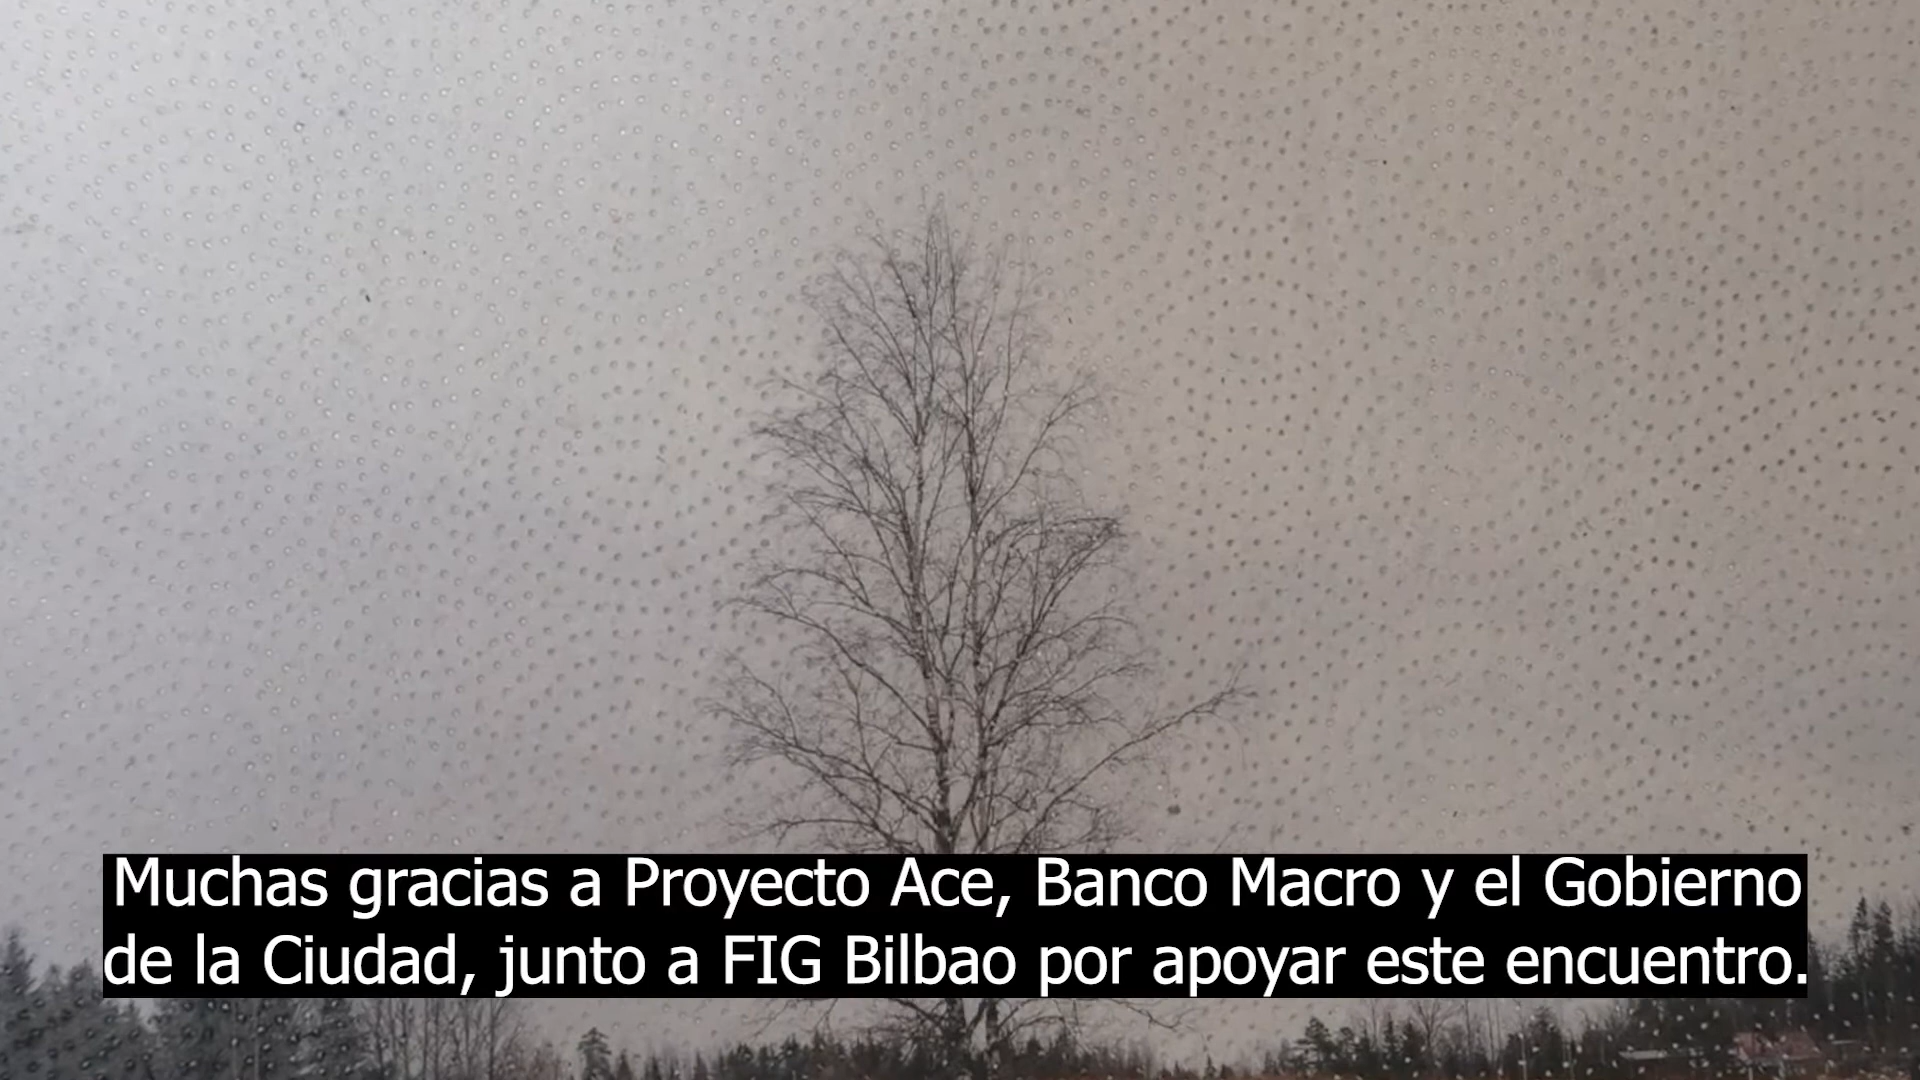 Muchas gracias a Proyecto Ace, Banco Macro y el Gobierno
de la Ciudad, junto a FIG Bilbao por apoyar este encuentro.